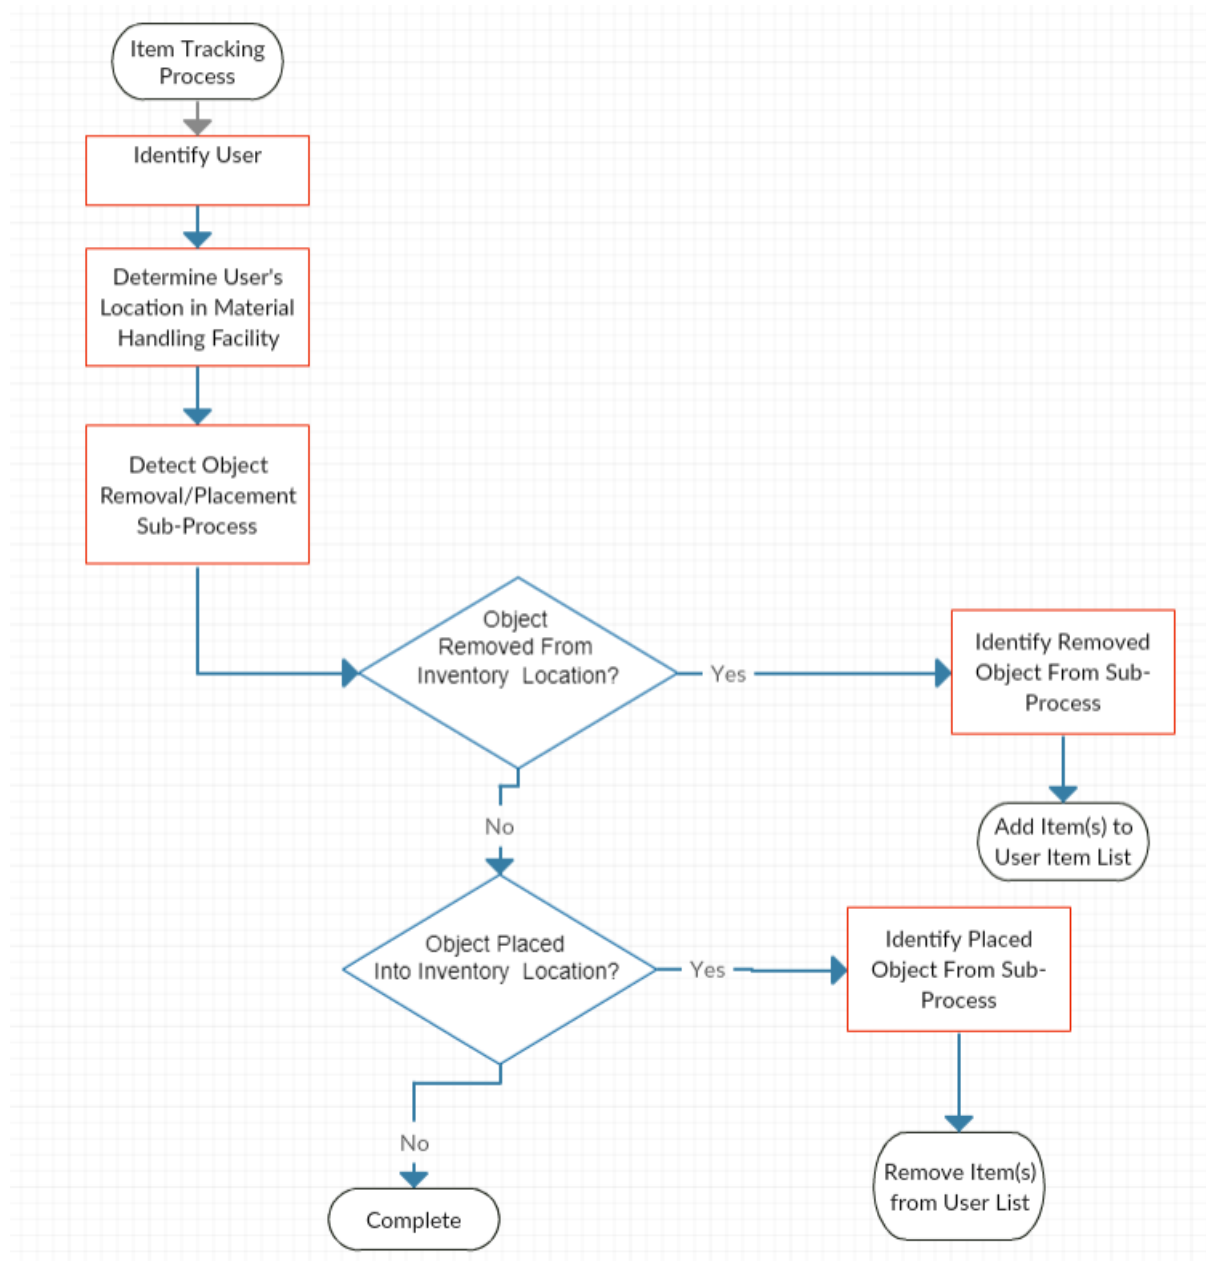 Item Tracking
Process
Identify User
Determine User's
Location in Material
Handling Facility
Detect Object
Removal/Placement
Sub-Process
Object
Removed From
Inventory Location?
Yes
Identify Removed
Object From Sub-
Process
Add Item(s) to
User Item List
No
Object Placed
Into Inventory Location?
Yes
Identify Placed
Object From Sub-
Process
Remove Item(s)
from User List
No
Complete